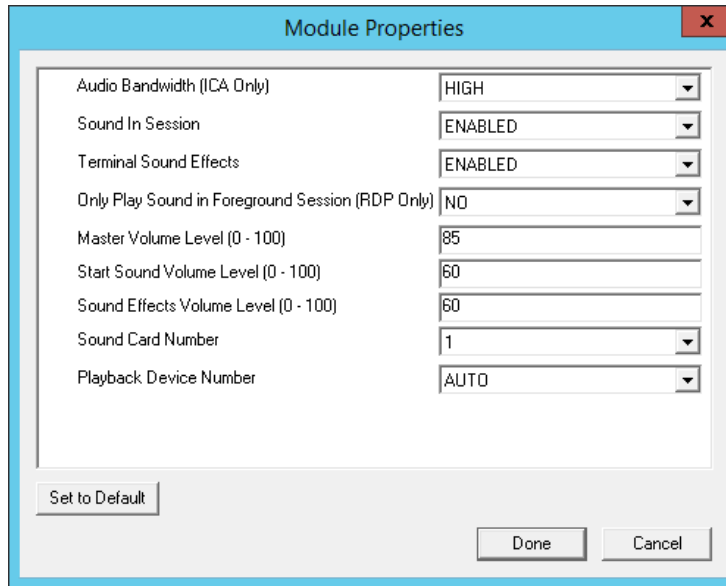 Module Properties
x
Audio Bandwidth (ICA Only) HIGH
Sound In Session ENABLED
Terminal Sound Effects ENABLED
Only Play Sound in Foreground Session (RDP Only) NO
Master Volume Level (0 - 100) 85
Start Sound Volume Level (0 - 100) 60
Sound Effects Volume Level (0 - 100) 60
Sound Card Number 1
Playback Device Number AUTO
Set to Default
Done Cancel